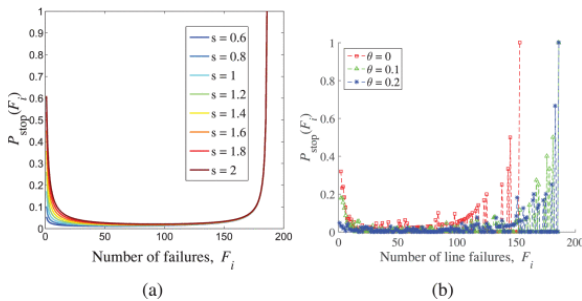 1
0.9
0.8
0.7
0.6
0.5
0.4
0.3
0.2
0.1
0
0 50 100 150 200
P_stop(F_i)
Number of failures, F_i
s = 0.6
s = 0.8
s = 1
s = 1.2
s = 1.4
s = 1.6
s = 1.8
s = 2
(a)
1
0.8
0.6
0.4
0.2
0
0 50 100 150 200
P_stop(F_i)
Number of line failures, F_i
θ = 0
θ = 0.1
θ = 0.2
(b)